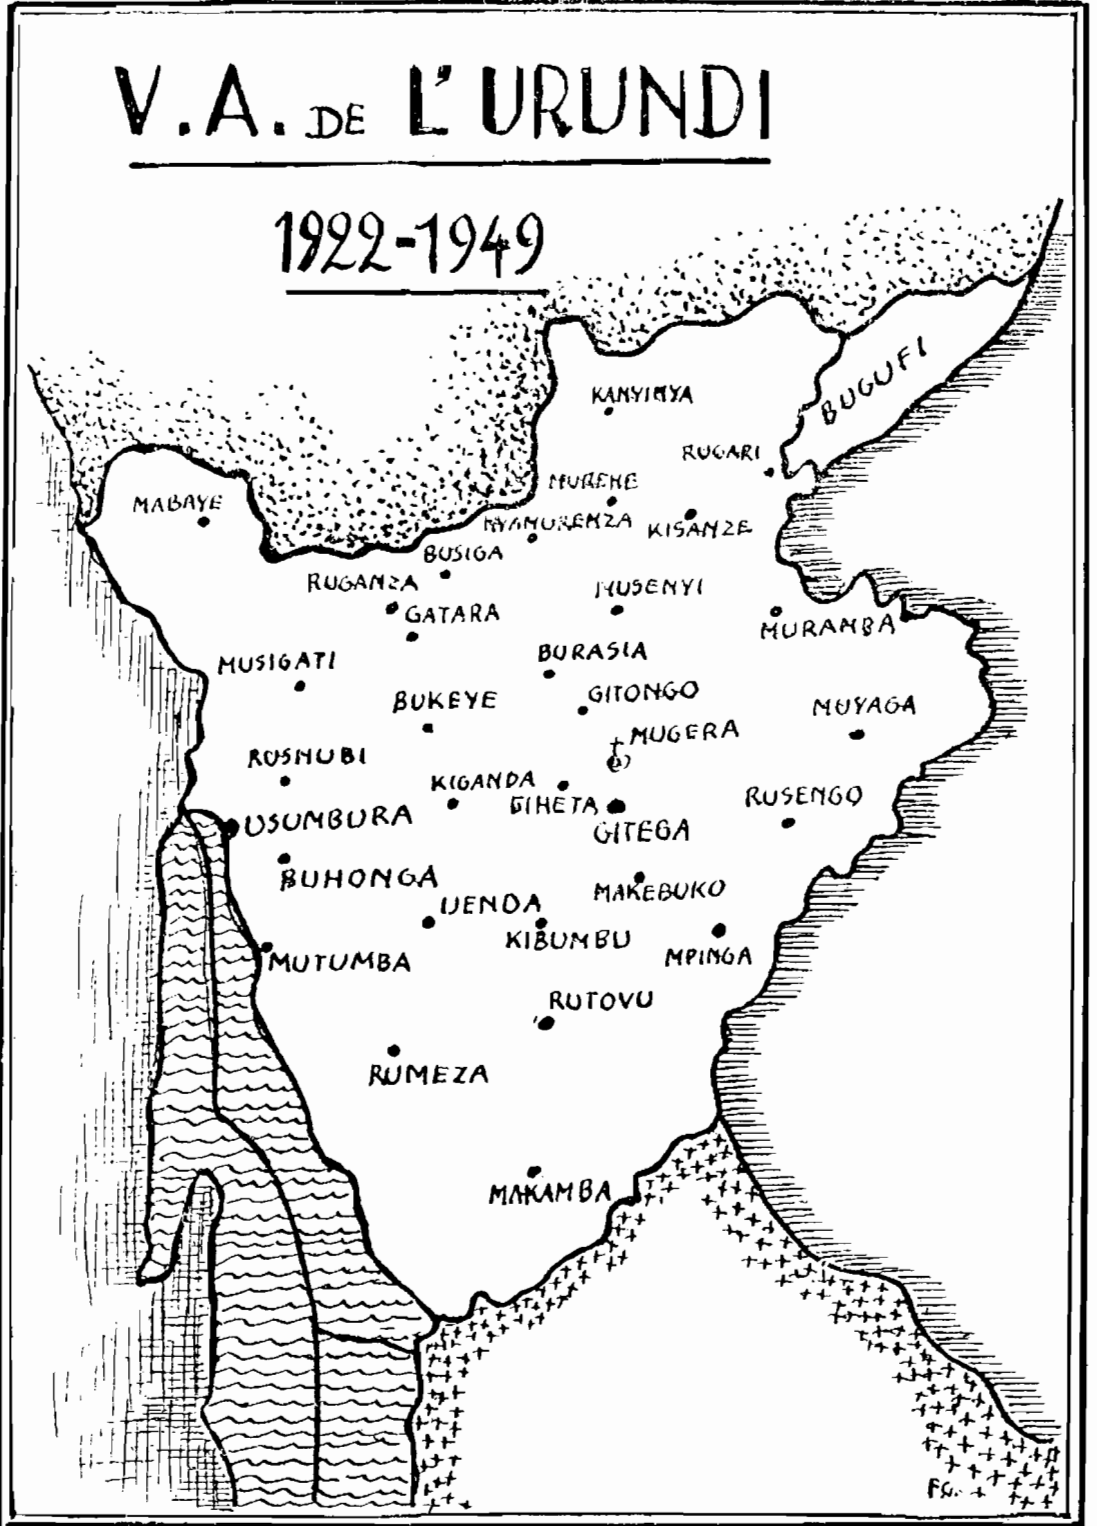 V.A. DE L'URUNDI
1922-1949
BUGUFI
KANYINYA
RUGARI
MUREHE
MABAYE
NYAMURENZA
KISANZE
BUSIGA
RUGANZA
MUSENYI
GATARA
MURAMBA
BURASIA
MUSIGATI
GITONGO
BUKEYE
MUYAGA
MUGERA
RUSHUBI
KIGANDA
GIHETA
RUSENGO
USUMBURA
GITEGA
BUHONGA
MAKEBUKO
IJENDA
KIBUMBU
MPINGA
MUTUMBA
RUTOVU
RUMEZA
MAKAMBA